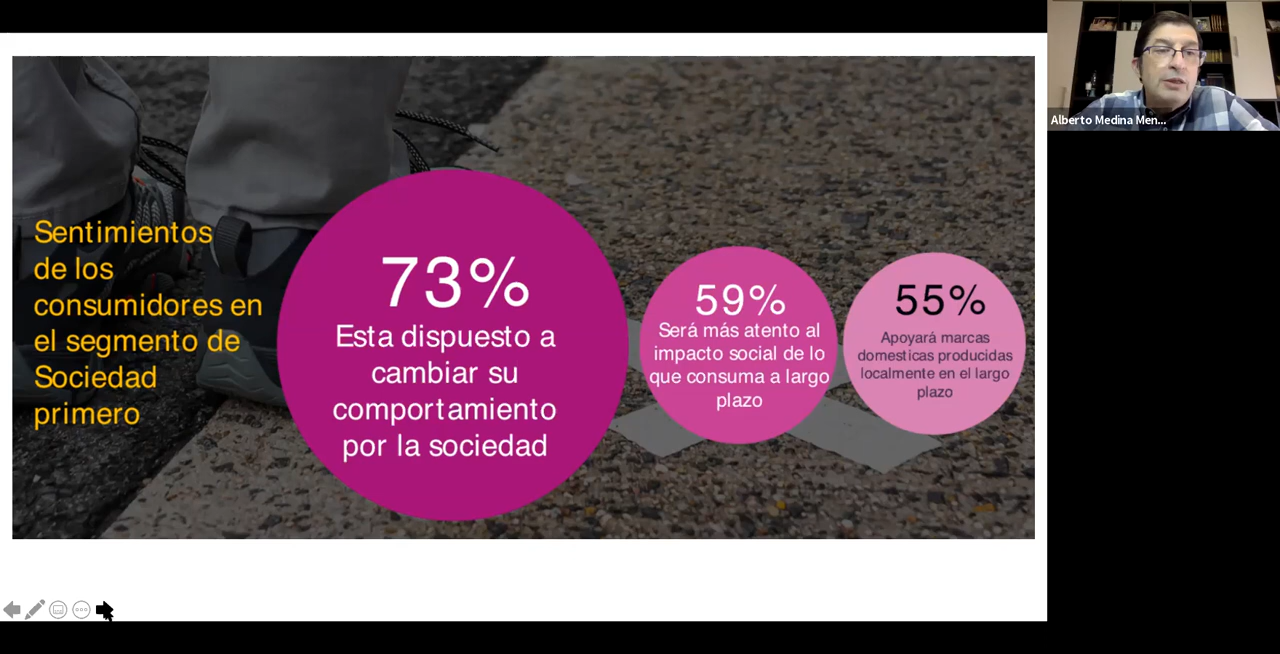 Sentimientos
de los
consumidores en
el segmento de
Sociedad
primero
73%
Esta dispuesto a
cambiar su
comportamiento
por la sociedad
59%
Será más atento al
impacto social de lo
que consuma a largo
plazo
55%
Apoyará marcas
domesticas producidas
localmente en el largo
plazo
Alberto Medina Men...